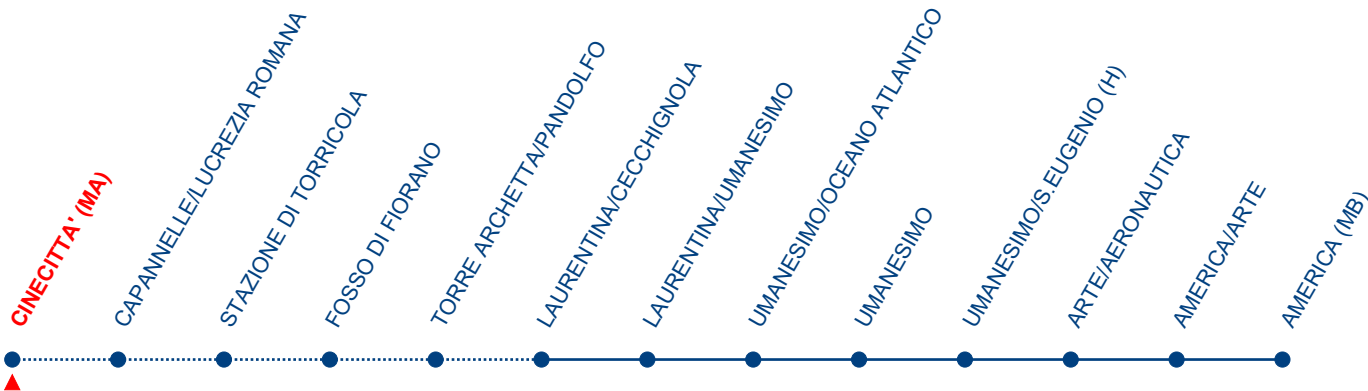 CINECITTA' (MA)
CAPANNELLE/LUCREZIA ROMANA
STAZIONE DI TORRICOLA
FOSSO DI FIORANO
TORRE ARCHETTA/PANDOLFO
LAURENTINA/CECCHIGNOLA
LAURENTINA/UMANESIMO
UMANESIMO/OCEANO ATLANTICO
UMANESIMO
UMANESIMO/S.EUGENIO (H)
ARTE/AERONAUTICA
AMERICA/ARTE
AMERICA (MB)